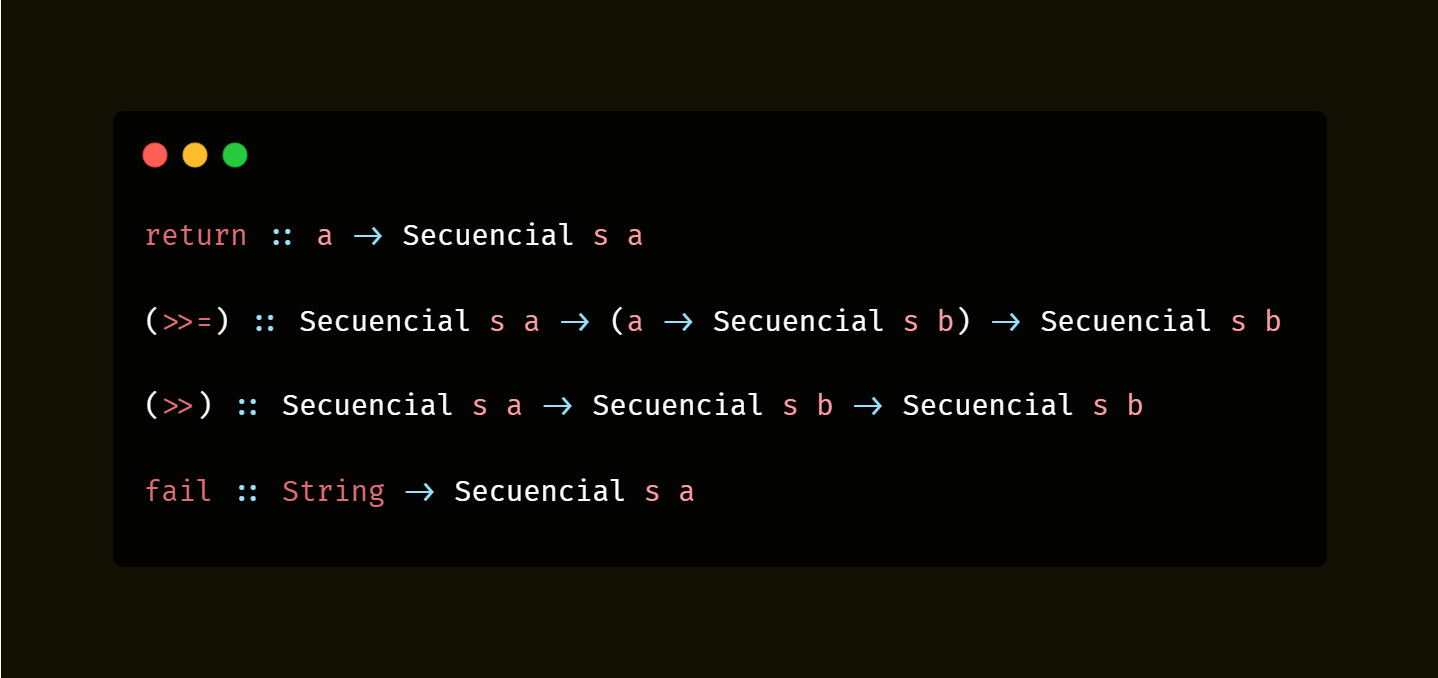 return :: a -> Secuencial s a
(>>=) :: Secuencial s a -> (a -> Secuencial s b) -> Secuencial s b
(>>) :: Secuencial s a -> Secuencial s b -> Secuencial s b
fail :: String -> Secuencial s a